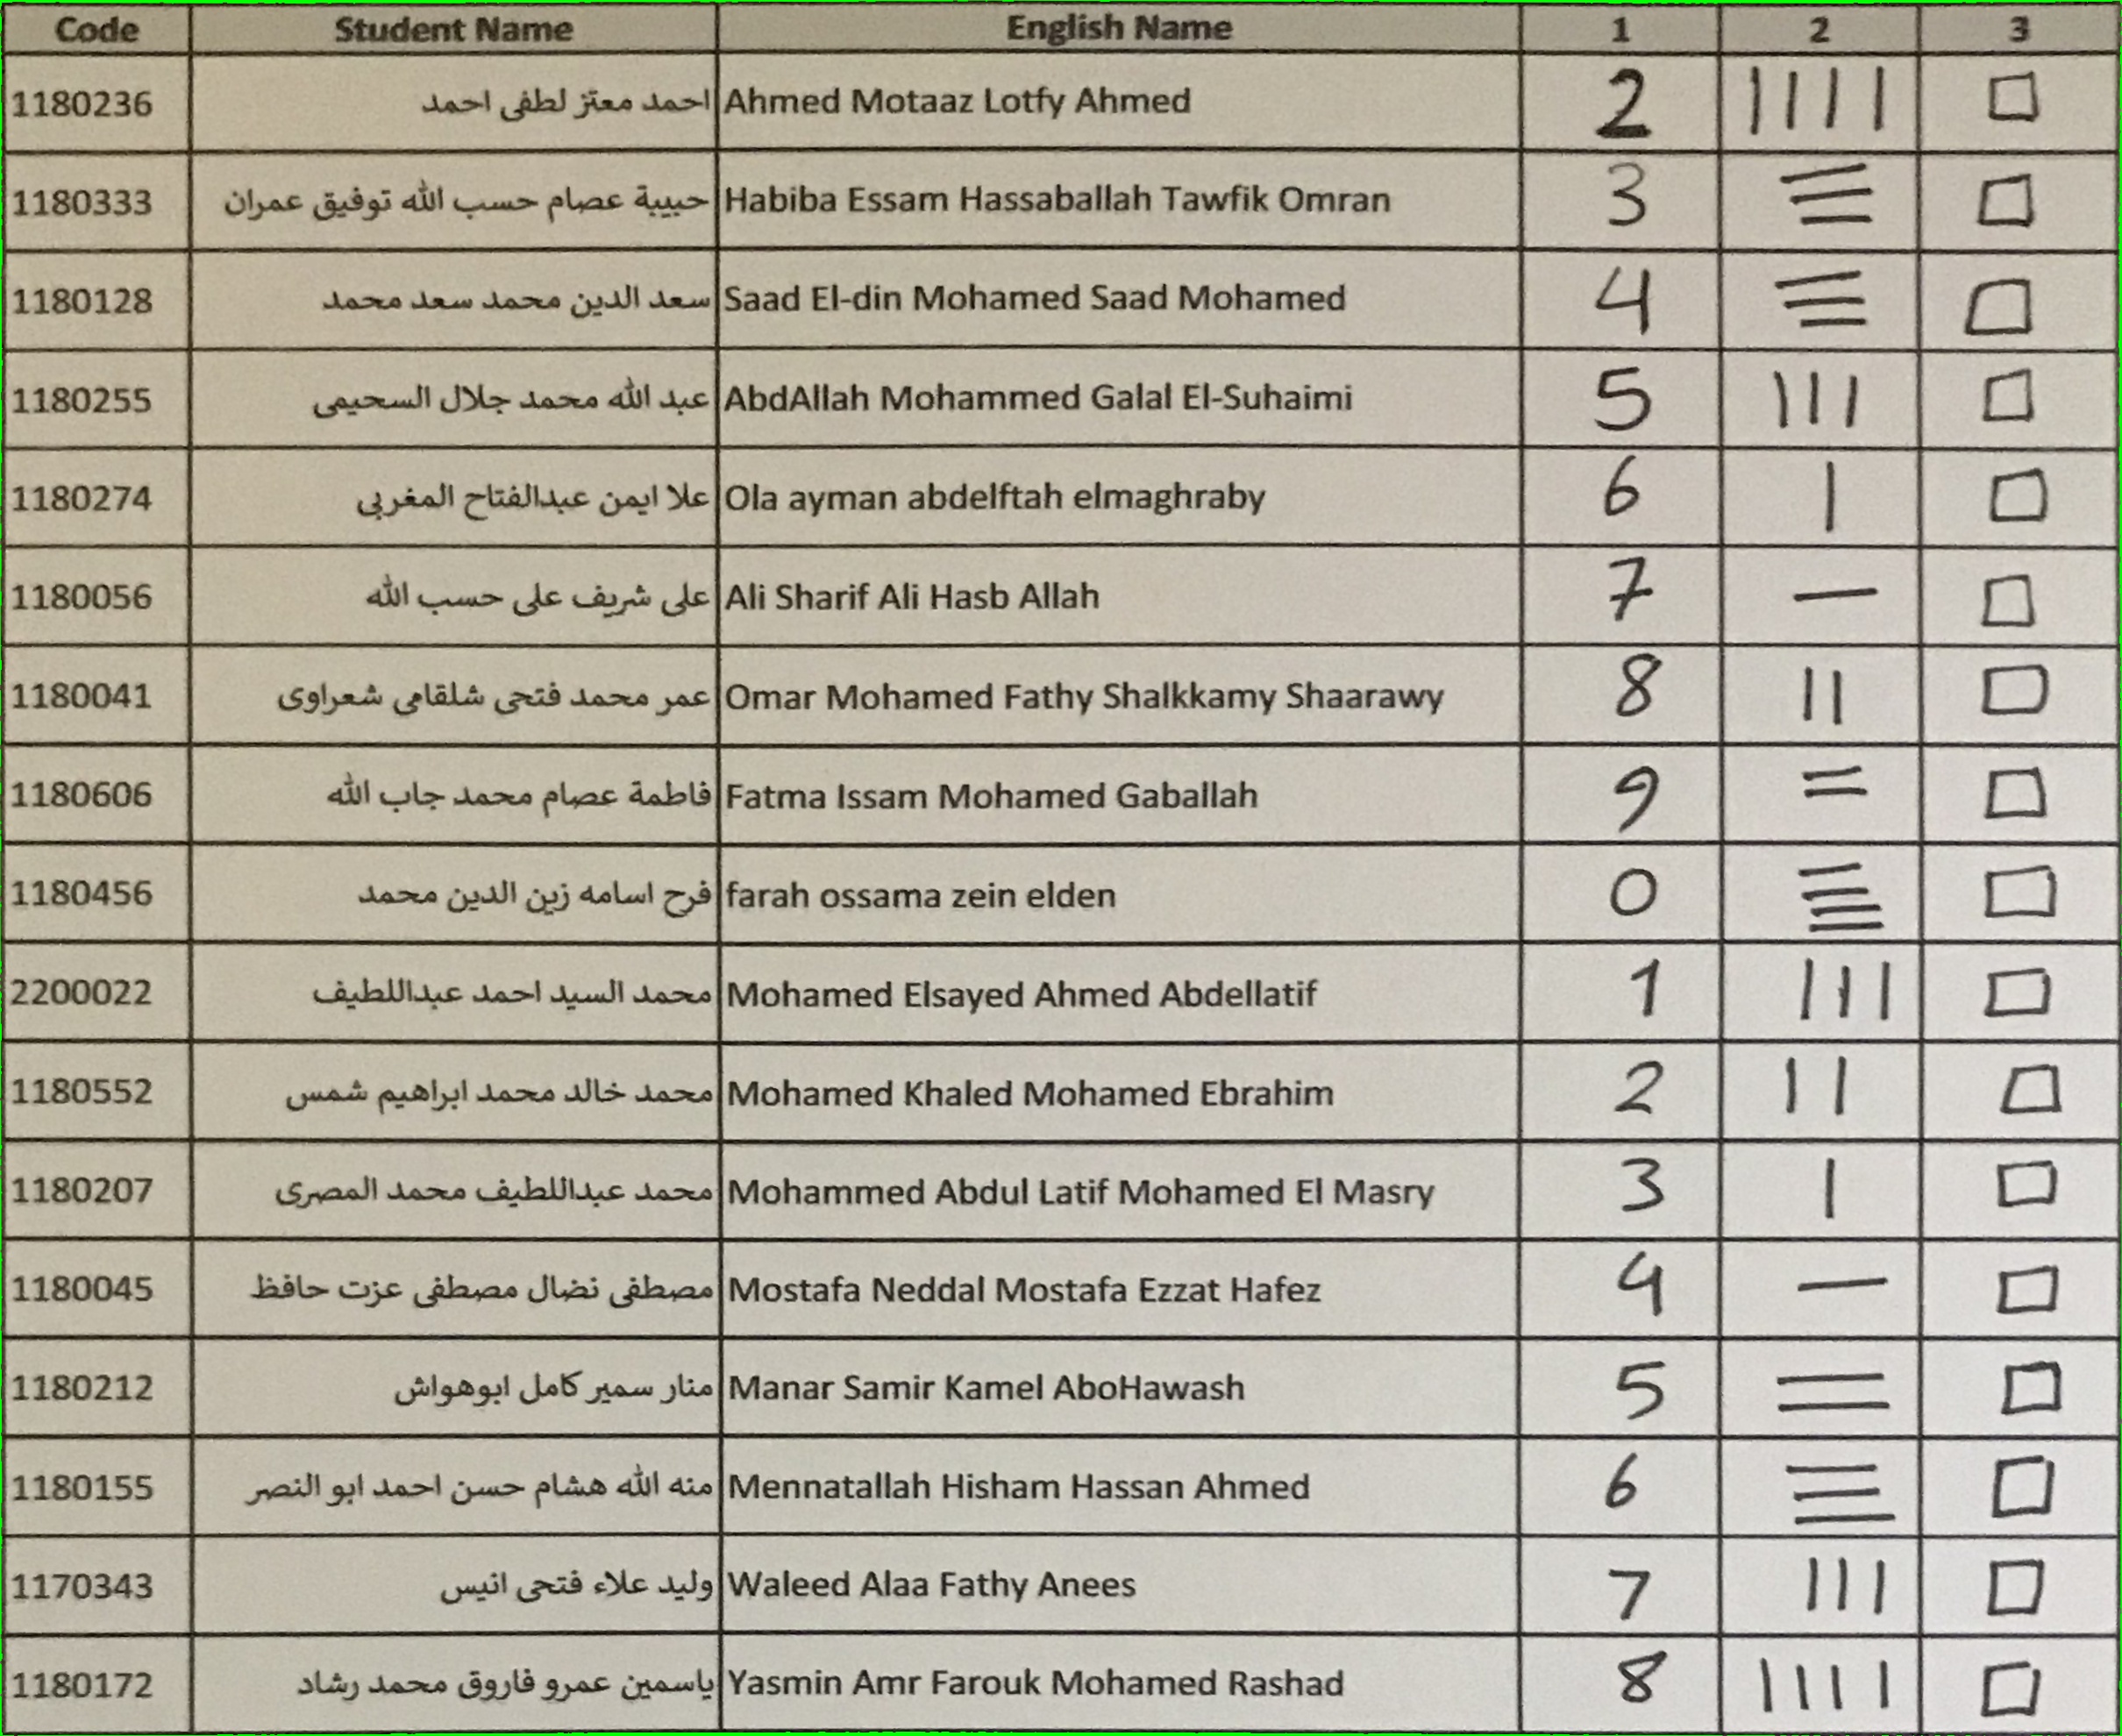 Code Student Name English Name 1 2 3
1180236 احمد معتز لطفى احمد Ahmed Motaaz Lotfy Ahmed 2 |||| □
1180333 حبيبة عصام حسب الله توفيق عمران Habiba Essam Hassaballah Tawfik Omran 3 ☰ □
1180128 سعد الدين محمد سعد محمد Saad El-din Mohamed Saad Mohamed 4 ☰ □
1180255 عبد الله محمد جلال السحيمى AbdAllah Mohammed Galal El-Suhaimi 5 ||| □
1180274 علا ايمن عبدالفتاح المغربى Ola ayman abdelftah elmaghraby 6 | □
1180056 على شريف على حسب الله Ali Sharif Ali Hasb Allah 7 — □
1180041 عمر محمد فتحى شلقامى شعراوى Omar Mohamed Fathy Shalkkamy Shaarawy 8 || □
1180606 فاطمة عصام محمد جاب الله Fatma Issam Mohamed Gaballah 9 = □
1180456 فرح اسامه زين الدين محمد farah ossama zein elden 0 ≣ □
2200022 محمد السيد احمد عبداللطيف Mohamed Elsayed Ahmed Abdellatif 1 ||| □
1180552 محمد خالد محمد ابراهيم شمس Mohamed Khaled Mohamed Ebrahim 2 || □
1180207 محمد عبداللطيف محمد المصرى Mohammed Abdul Latif Mohamed El Masry 3 | □
1180045 مصطفى نضال مصطفى عزت حافظ Mostafa Neddal Mostafa Ezzat Hafez 4 — □
1180212 منار سمير كامل ابوهواش Manar Samir Kamel AboHawash 5 = □
1180155 منه الله هشام حسن احمد ابو النصر Mennatallah Hisham Hassan Ahmed 6 ☰ □
1170343 وليد علاء فتحى انيس Waleed Alaa Fathy Anees 7 ||| □
1180172 ياسمين عمرو فاروق محمد رشاد Yasmin Amr Farouk Mohamed Rashad 8 |||| □